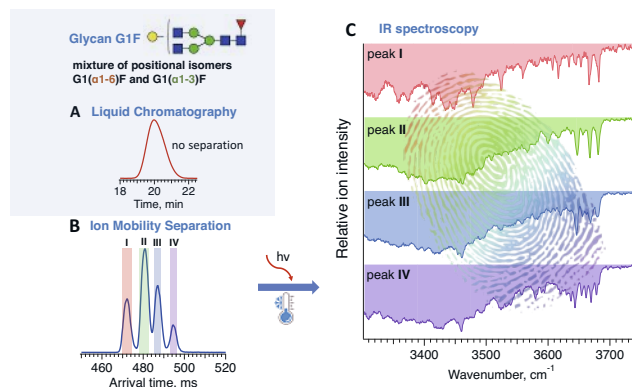 Glycan G1F
mixture of positional isomers
G1(α1-6)F and G1(α1-3)F
A Liquid Chromatography
no separation
18 20 22
Time, min
B Ion Mobility Separation
I II III IV
460 480 500 520
Arrival time, ms
hν
C IR spectroscopy
peak I
peak II
peak III
peak IV
Relative ion intensity
3400 3500 3600 3700
Wavenumber, cm-1